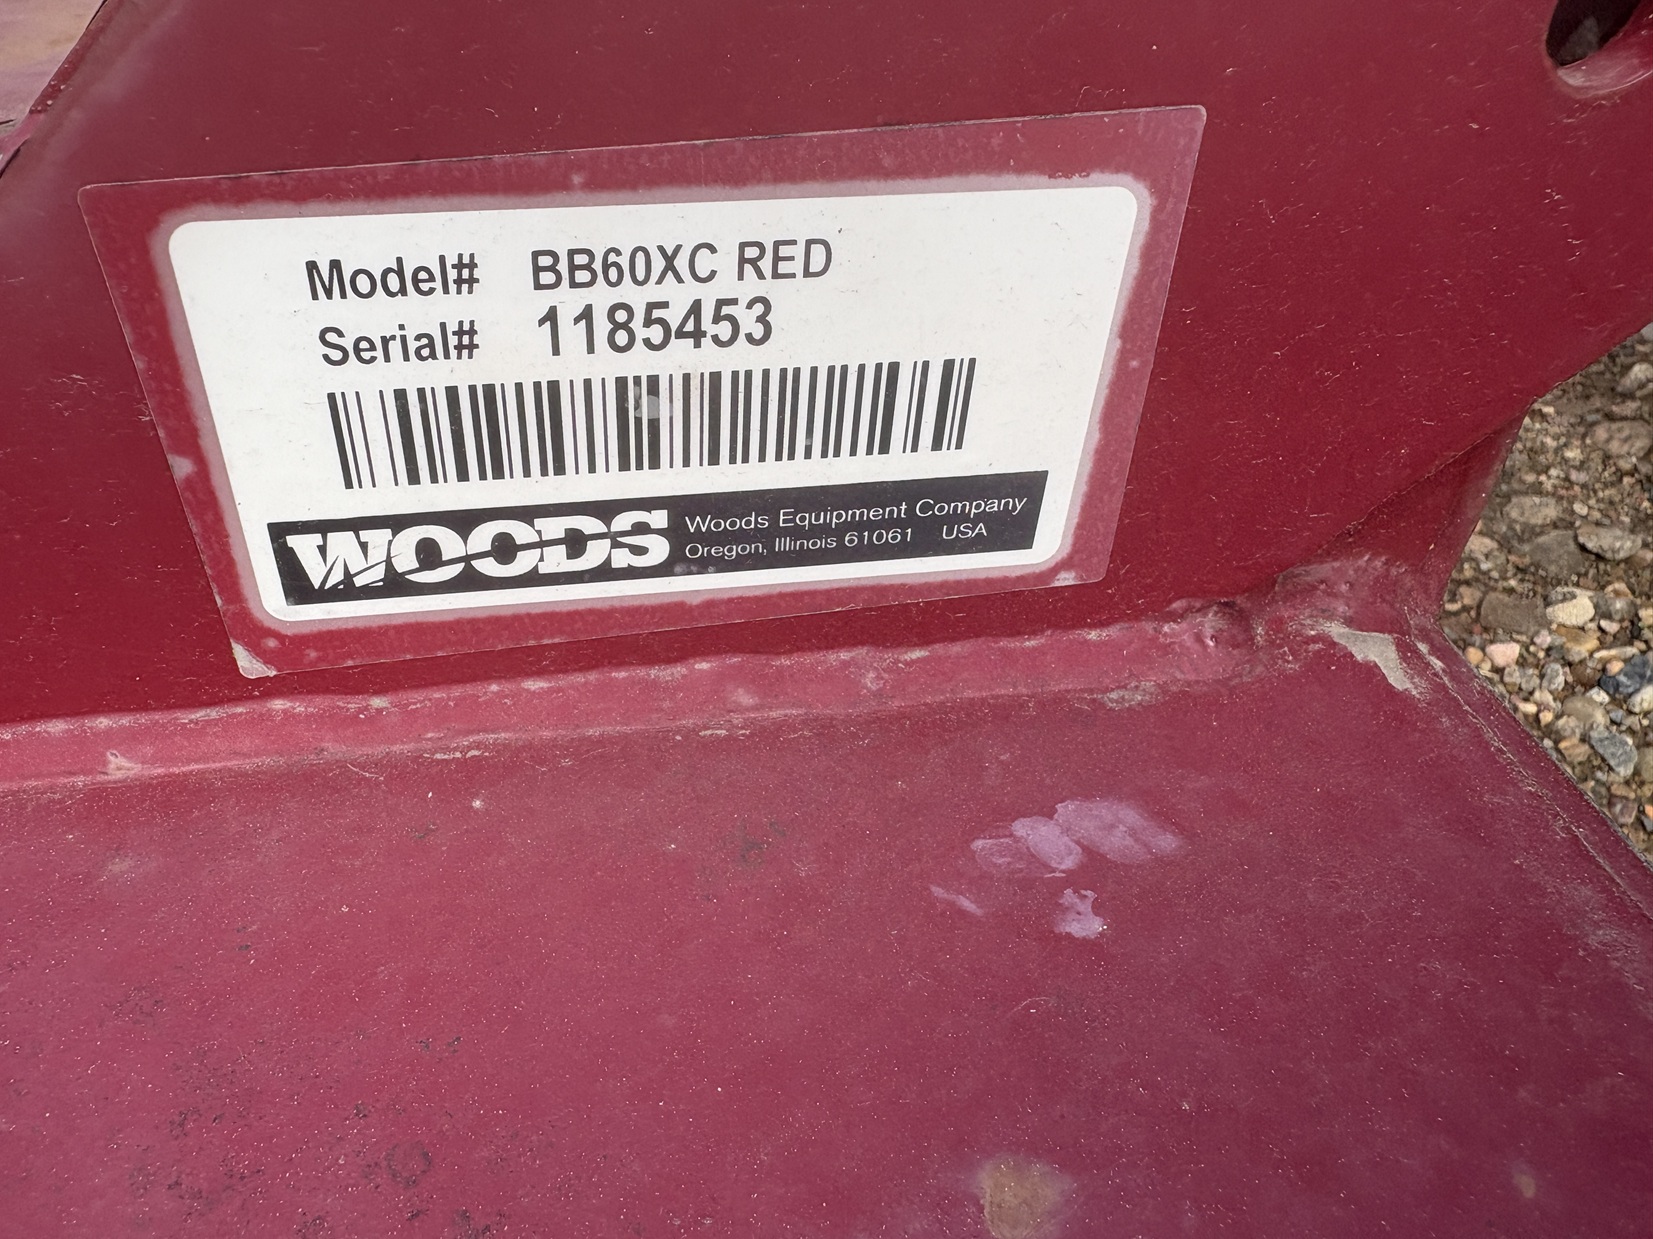 Model# BB60XC RED
Serial# 1185453
WOODS Woods Equipment Company
Oregon, Illinois 61061 USA